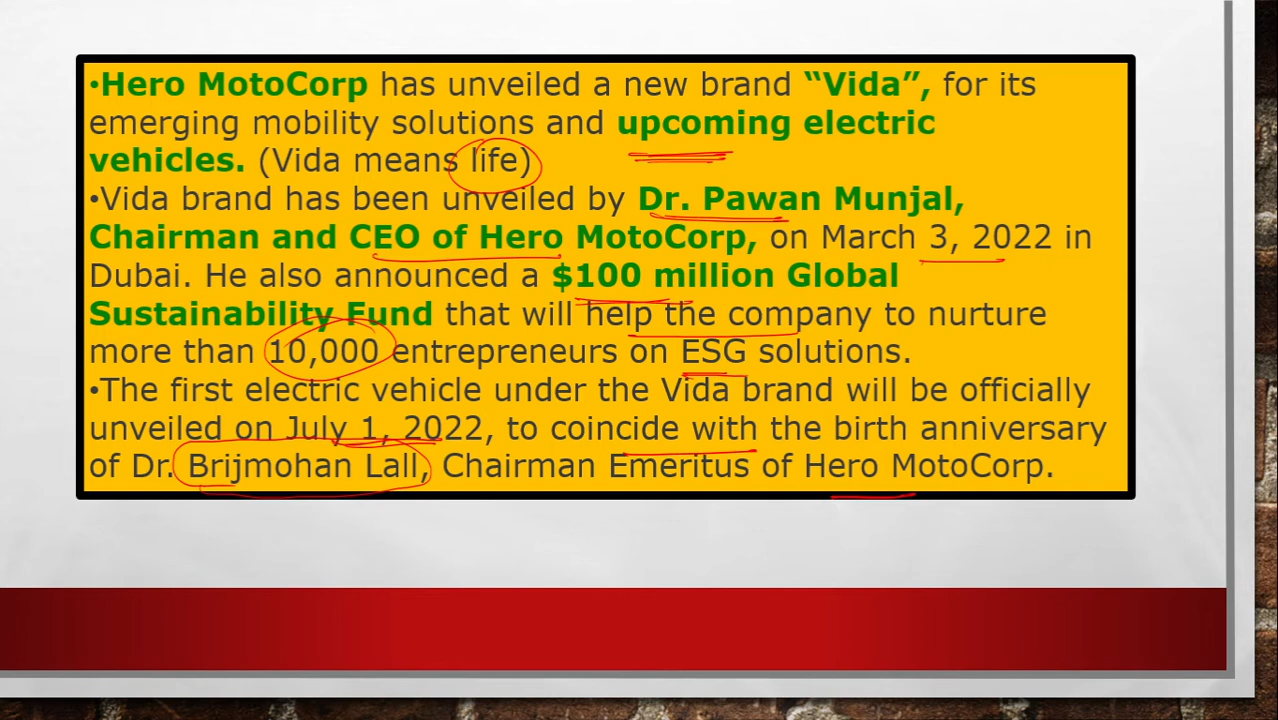 •Hero MotoCorp has unveiled a new brand “Vida”, for its
emerging mobility solutions and upcoming electric
vehicles. (Vida means life)
•Vida brand has been unveiled by Dr. Pawan Munjal,
Chairman and CEO of Hero MotoCorp, on March 3, 2022 in
Dubai. He also announced a $100 million Global
Sustainability Fund that will help the company to nurture
more than 10,000 entrepreneurs on ESG solutions.
•The first electric vehicle under the Vida brand will be officially
unveiled on July 1, 2022, to coincide with the birth anniversary
of Dr. Brijmohan Lall, Chairman Emeritus of Hero MotoCorp.